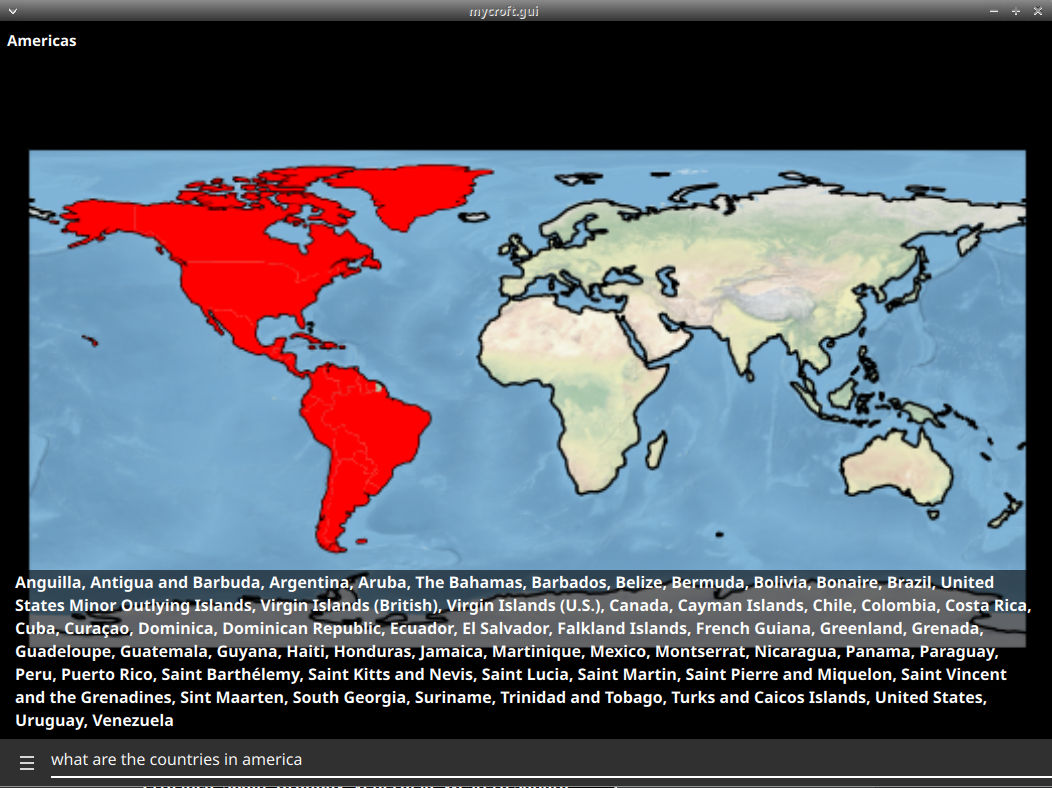 mycroft.gui
Americas
Anguilla, Antigua and Barbuda, Argentina, Aruba, The Bahamas, Barbados, Belize, Bermuda, Bolivia, Bonaire, Brazil, United
States Minor Outlying Islands, Virgin Islands (British), Virgin Islands (U.S.), Canada, Cayman Islands, Chile, Colombia, Costa Rica,
Cuba, Curaçao, Dominica, Dominican Republic, Ecuador, El Salvador, Falkland Islands, French Guiana, Greenland, Grenada,
Guadeloupe, Guatemala, Guyana, Haiti, Honduras, Jamaica, Martinique, Mexico, Montserrat, Nicaragua, Panama, Paraguay,
Peru, Puerto Rico, Saint Barthélemy, Saint Kitts and Nevis, Saint Lucia, Saint Martin, Saint Pierre and Miquelon, Saint Vincent
and the Grenadines, Sint Maarten, South Georgia, Suriname, Trinidad and Tobago, Turks and Caicos Islands, United States,
Uruguay, Venezuela
what are the countries in america